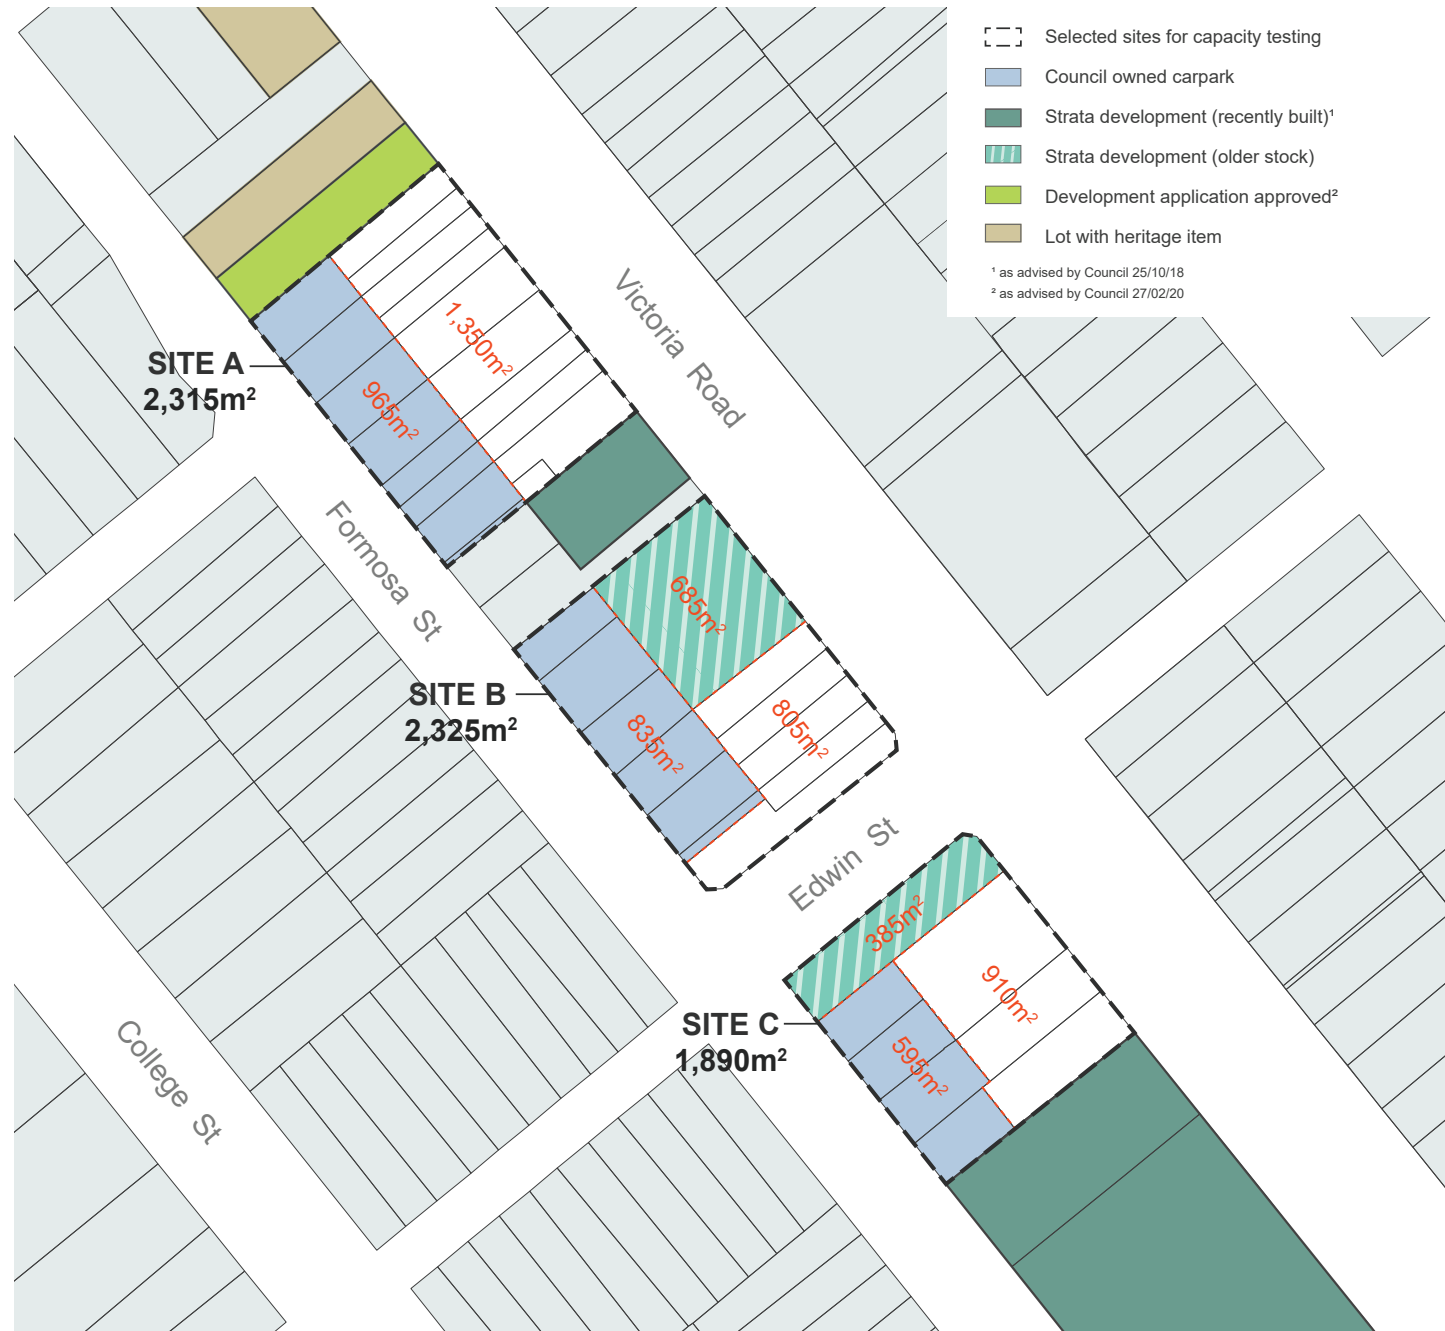 Selected sites for capacity testing
Council owned carpark
Strata development (recently built)¹
Strata development (older stock)
Development application approved²
Lot with heritage item
¹ as advised by Council 25/10/18
² as advised by Council 27/02/20
Victoria Road
1,350m²
SITE A
2,315m²
965m²
Formosa St
685m²
SITE B
2,325m²
835m²
805m²
Edwin St
385m²
910m²
SITE C
1,890m²
595m²
College St